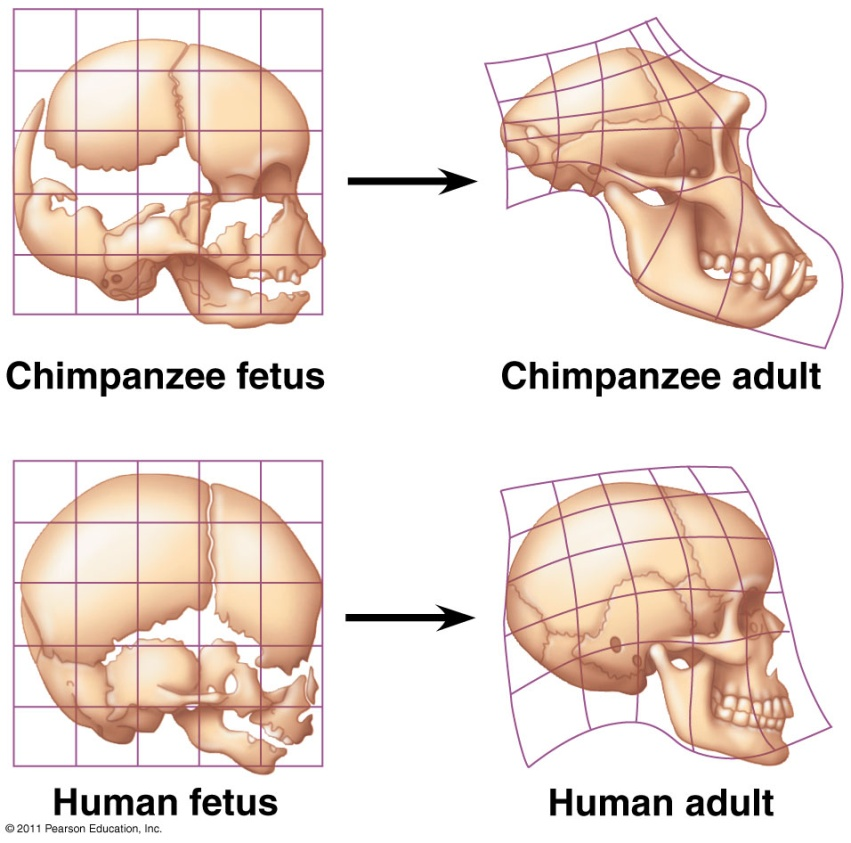 Chimpanzee fetus
Chimpanzee adult
Human fetus
Human adult
© 2011 Pearson Education, Inc.